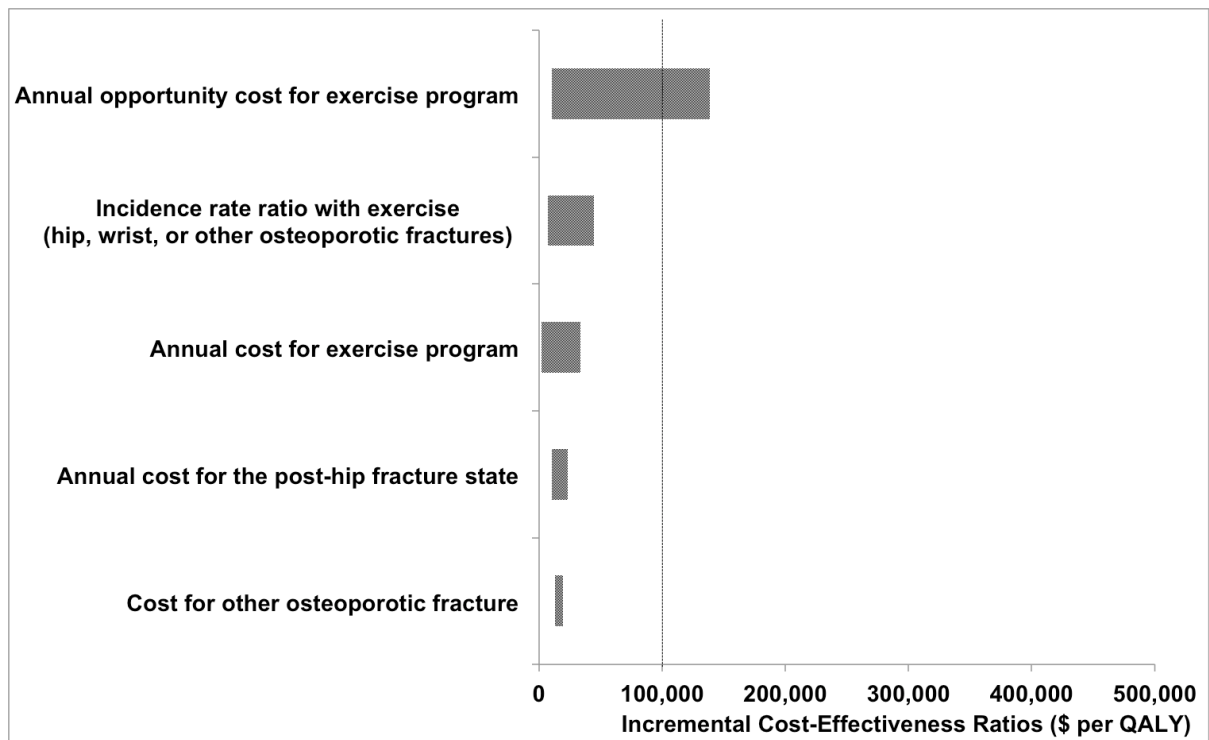 Annual opportunity cost for exercise program
Incidence rate ratio with exercise
(hip, wrist, or other osteoporotic fractures)
Annual cost for exercise program
Annual cost for the post-hip fracture state
Cost for other osteoporotic fracture
0 100,000 200,000 300,000 400,000 500,000
Incremental Cost-Effectiveness Ratios ($ per QALY)